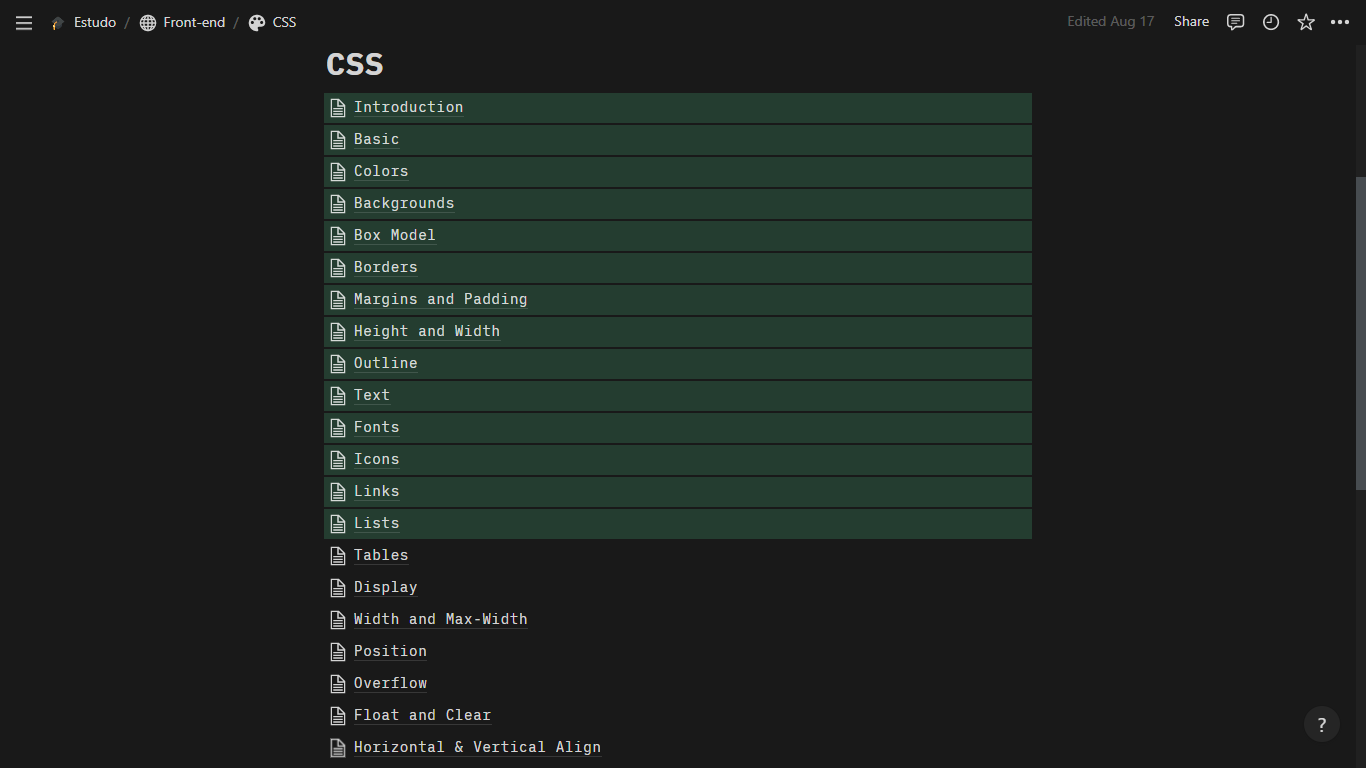 Estudo / Front-end / CSS Edited Aug 17 Share
CSS
Introduction
Basic
Colors
Backgrounds
Box Model
Borders
Margins and Padding
Height and Width
Outline
Text
Fonts
Icons
Links
Lists
Tables
Display
Width and Max-Width
Position
Overflow
Float and Clear
Horizontal & Vertical Align
?